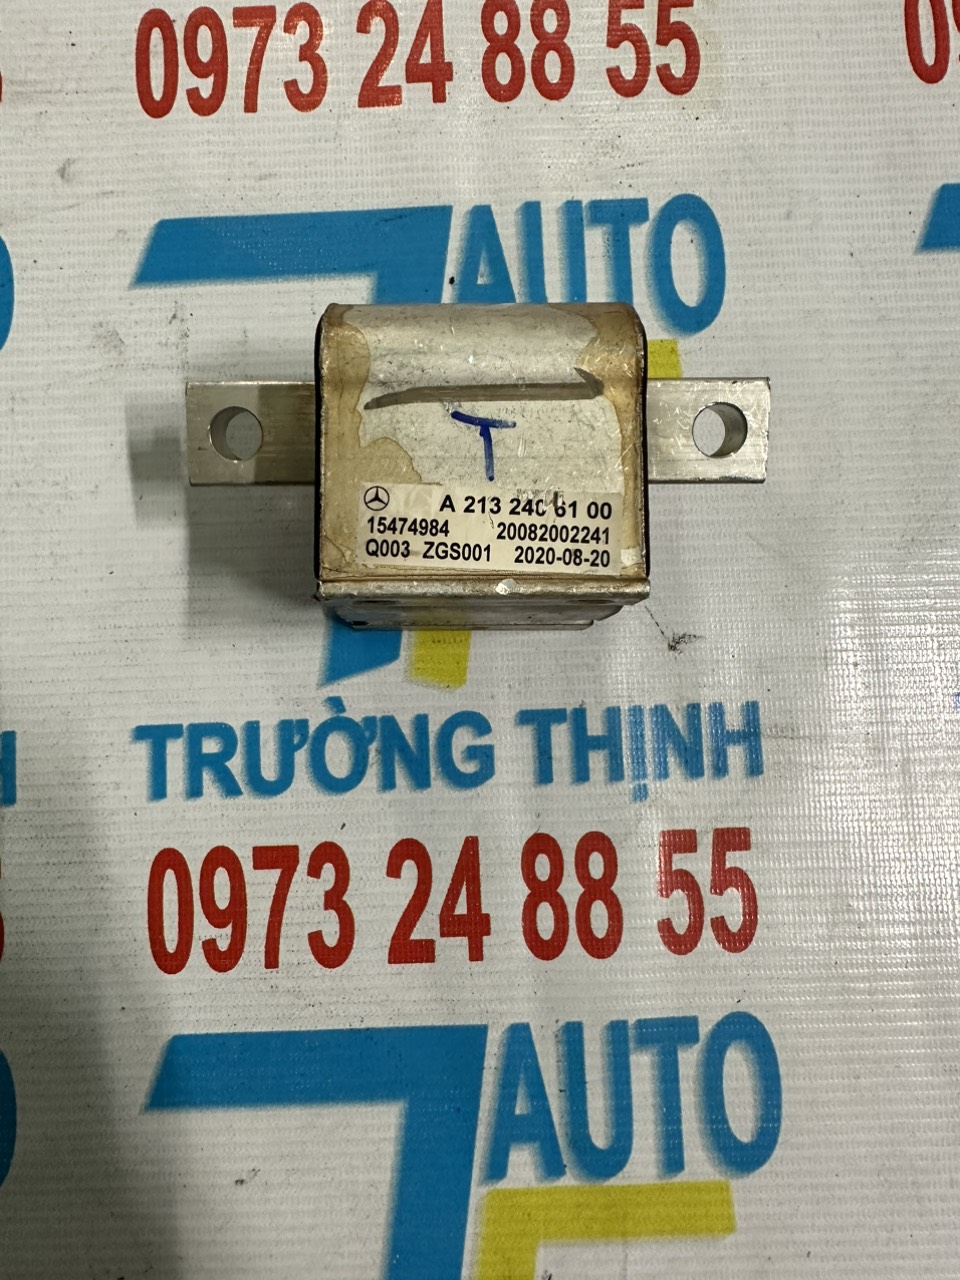 0973 24 88 55
AUTO
T
A 213 240 61 00
15474984 20082002241
Q003 ZGS001 2020-08-20
TRƯỜNG THỊNH
0973 24 88 55
AUTO